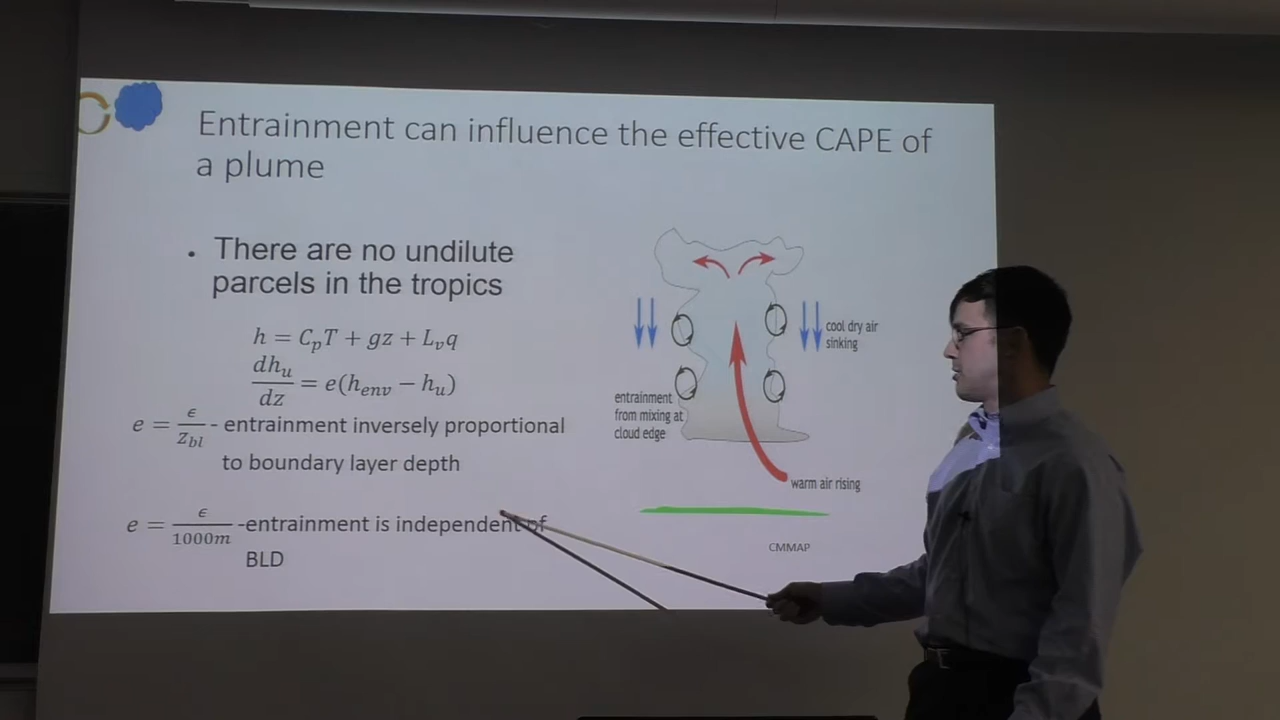 Entrainment can influence the effective CAPE of
a plume
• There are no undilute
parcels in the tropics
h = C_pT + gz + L_vq
dh_u/dz = e(h_env − h_u)
e = ϵ/z_bl - entrainment inversely proportional
to boundary layer depth
e = ϵ/1000m -entrainment is independent of
BLD
cool dry air
sinking
entrainment
from mixing at
cloud edge
warm air rising
CMMAP